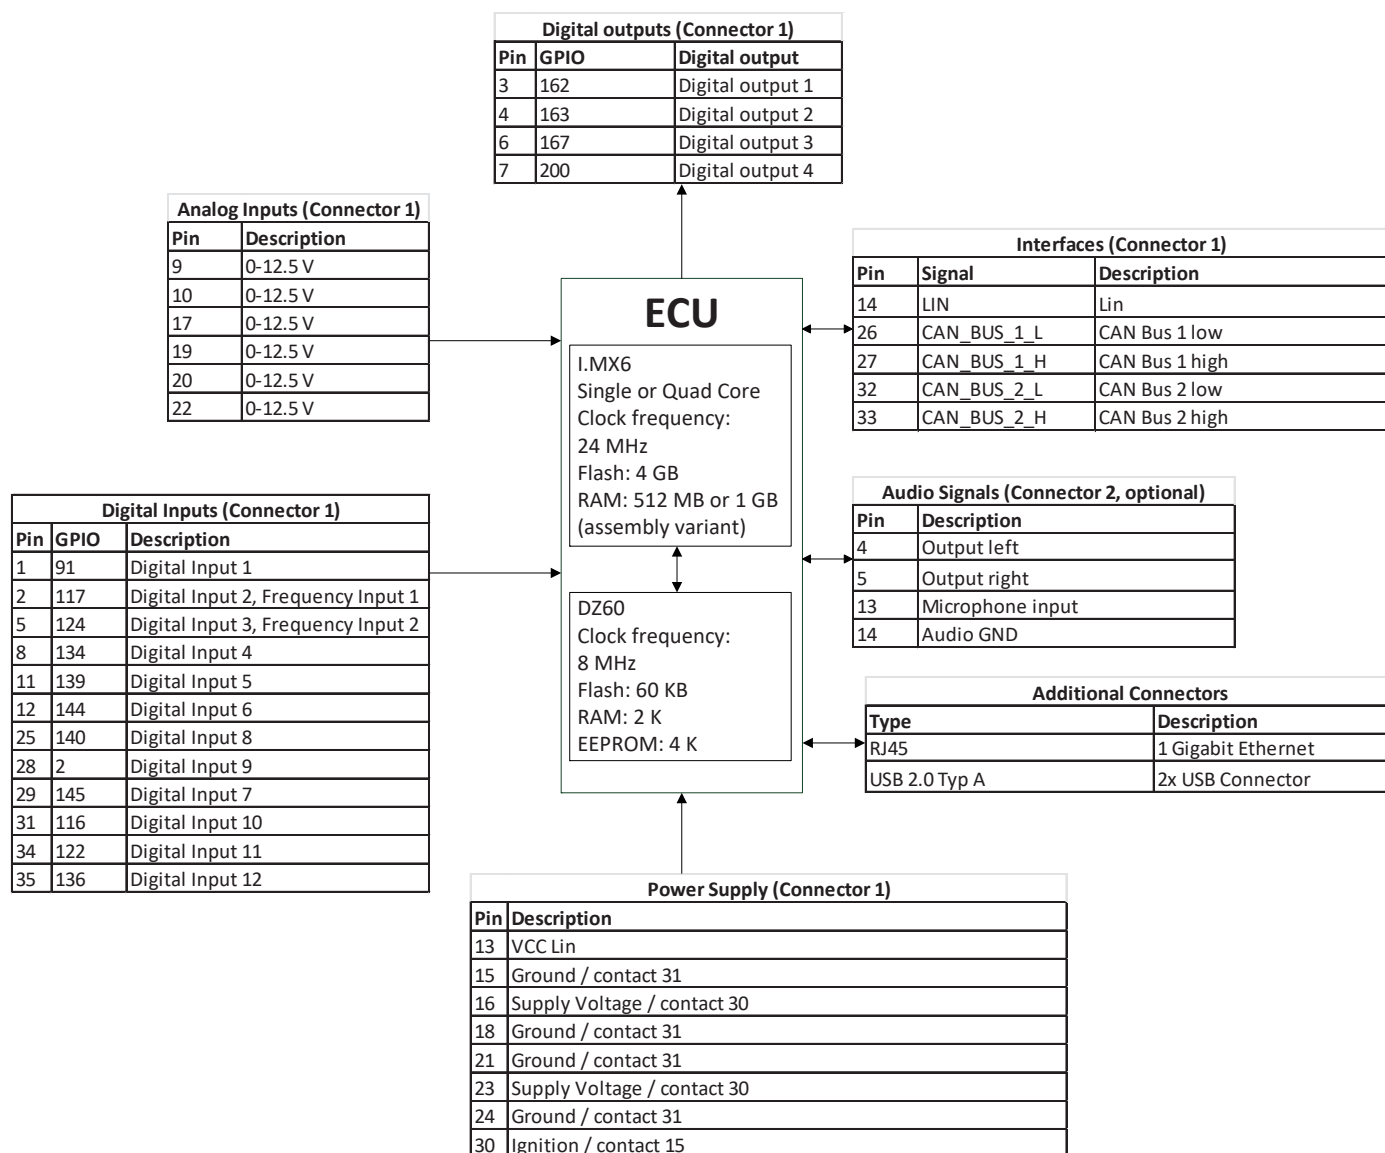 Digital outputs (Connector 1)
Pin GPIO Digital output
3 162 Digital output 1
4 163 Digital output 2
6 167 Digital output 3
7 200 Digital output 4
Analog Inputs (Connector 1)
Pin Description
9 0-12.5 V
10 0-12.5 V
17 0-12.5 V
19 0-12.5 V
20 0-12.5 V
22 0-12.5 V
Interfaces (Connector 1)
Pin Signal Description
14 LIN Lin
26 CAN_BUS_1_L CAN Bus 1 low
27 CAN_BUS_1_H CAN Bus 1 high
32 CAN_BUS_2_L CAN Bus 2 low
33 CAN_BUS_2_H CAN Bus 2 high
ECU
I.MX6
Single or Quad Core
Clock frequency:
24 MHz
Flash: 4 GB
RAM: 512 MB or 1 GB
(assembly variant)
DZ60
Clock frequency:
8 MHz
Flash: 60 KB
RAM: 2 K
EEPROM: 4 K
Digital Inputs (Connector 1)
Pin GPIO Description
1 91 Digital Input 1
2 117 Digital Input 2, Frequency Input 1
5 124 Digital Input 3, Frequency Input 2
8 134 Digital Input 4
11 139 Digital Input 5
12 144 Digital Input 6
25 140 Digital Input 8
28 2 Digital Input 9
29 145 Digital Input 7
31 116 Digital Input 10
34 122 Digital Input 11
35 136 Digital Input 12
Audio Signals (Connector 2, optional)
Pin Description
4 Output left
5 Output right
13 Microphone input
14 Audio GND
Additional Connectors
Type Description
RJ45 1 Gigabit Ethernet
USB 2.0 Typ A 2x USB Connector
Power Supply (Connector 1)
Pin Description
13 VCC Lin
15 Ground / contact 31
16 Supply Voltage / contact 30
18 Ground / contact 31
21 Ground / contact 31
23 Supply Voltage / contact 30
24 Ground / contact 31
30 Ignition / contact 15